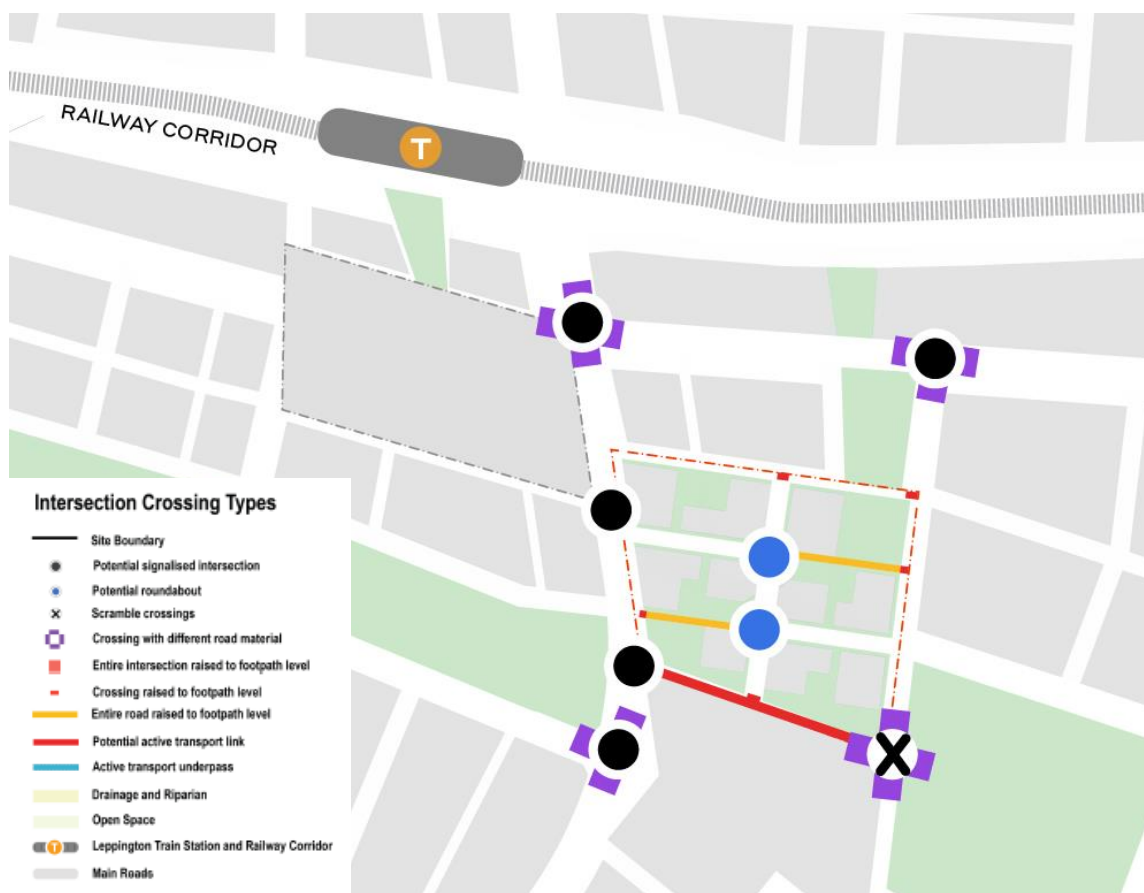 RAILWAY CORRIDOR
T
Intersection Crossing Types
Site Boundary
Potential signalised intersection
Potential roundabout
Scramble crossings
Crossing with different road material
Entire intersection raised to footpath level
Crossing raised to footpath level
Entire road raised to footpath level
Potential active transport link
Active transport underpass
Drainage and Riparian
Open Space
T Leppington Train Station and Railway Corridor
Main Roads